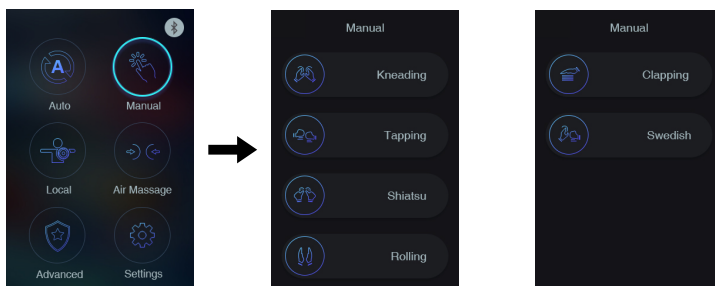 A
Auto
Manual
Local
Air Massage
Advanced
Settings
Manual
Kneading
Tapping
Shiatsu
Rolling
Manual
Clapping
Swedish